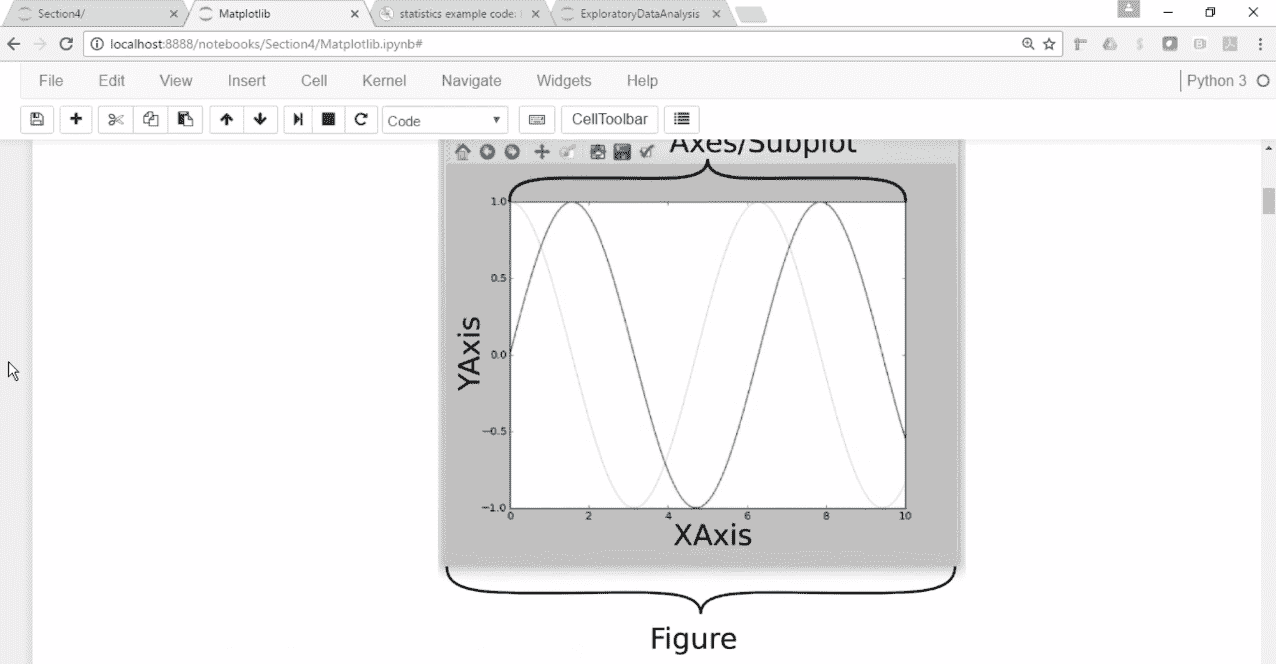 Section4/ Matplotlib statistics example code: ExploratoryDataAnalysis
localhost:8888/notebooks/Section4/Matplotlib.ipynb#
File Edit View Insert Cell Kernel Navigate Widgets Help Python 3
Code CellToolbar
Axes/Subplot
1.0
0.5
YAxis
0.0
−0.5
−1.0
0 2 4 6 8 10
XAxis
Figure